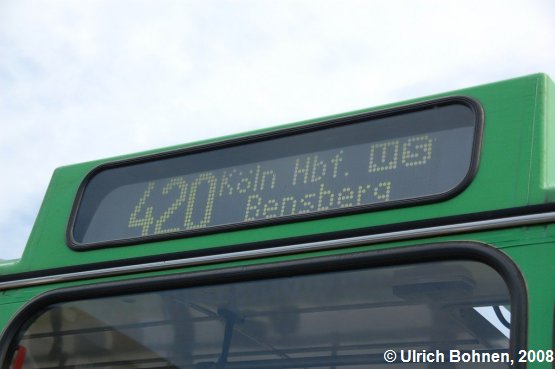 420 Köln Hbf. U S
Bensberg
© Ulrich Bohnen, 2008